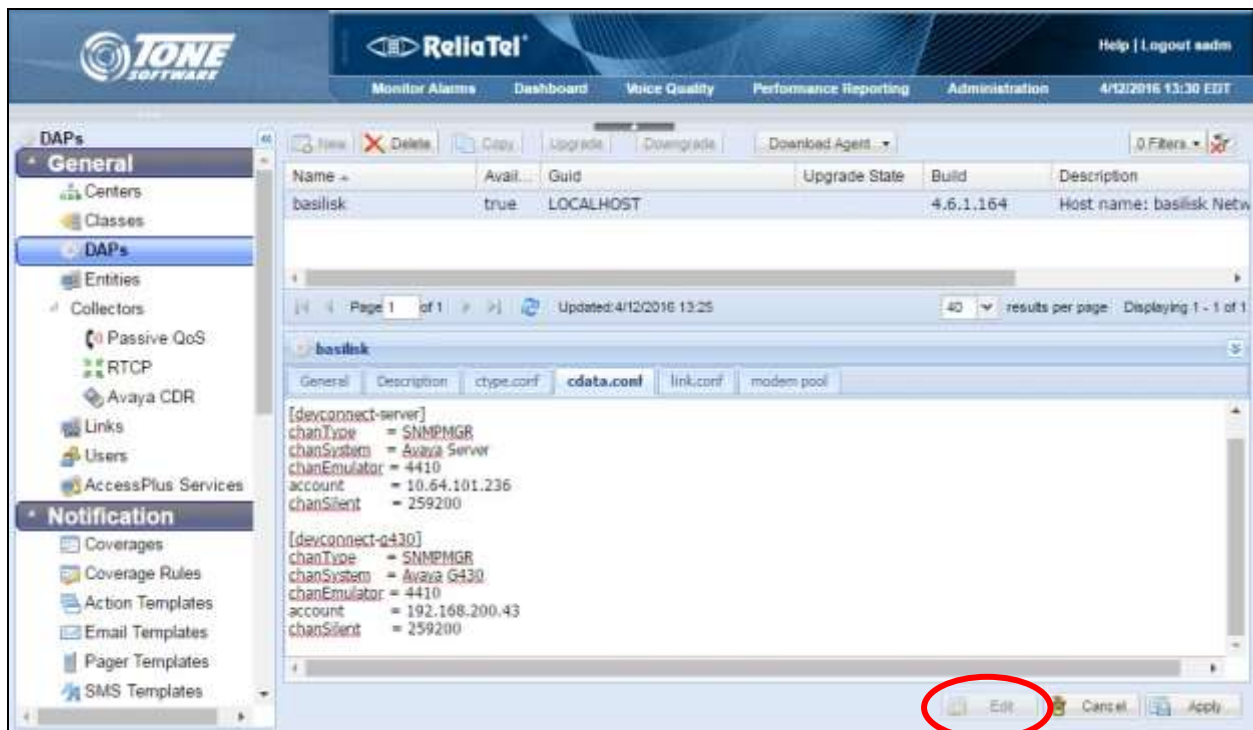 TONE
SOFTWARE
ReliaTel
Help | Logout sadm
Monitor Alarms Dashboard Voice Quality Performance Reporting Administration 4/12/2016 13:30 EDT
DAPs
General
Centers
Classes
DAPs
Entities
Collectors
Passive QoS
RTCP
Avaya CDR
Links
Users
AccessPlus Services
Notification
Coverages
Coverage Rules
Action Templates
Email Templates
Pager Templates
SMS Templates
New Delete Copy Upgrade Downgrade Download Agent 0 Filters
Name Avail... Guid Upgrade State Build Description
basilisk true LOCALHOST 4.6.1.164 Host name: basilisk Netw
Page 1 of 1 Updated:4/12/2016 13:25 40 results per page Displaying 1 - 1 of 1
basilisk
General Description ctype.conf cdata.conf link.conf modem pool
[devconnect-server]
chanType = SNMPMGR
chanSystem = Avaya Server
chanEmulator = 4410
account = 10.64.101.236
chanSilent = 259200
[devconnect-g430]
chanType = SNMPMGR
chanSystem = Avaya G430
chanEmulator = 4410
account = 192.168.200.43
chanSilent = 259200
Edit Cancel Apply